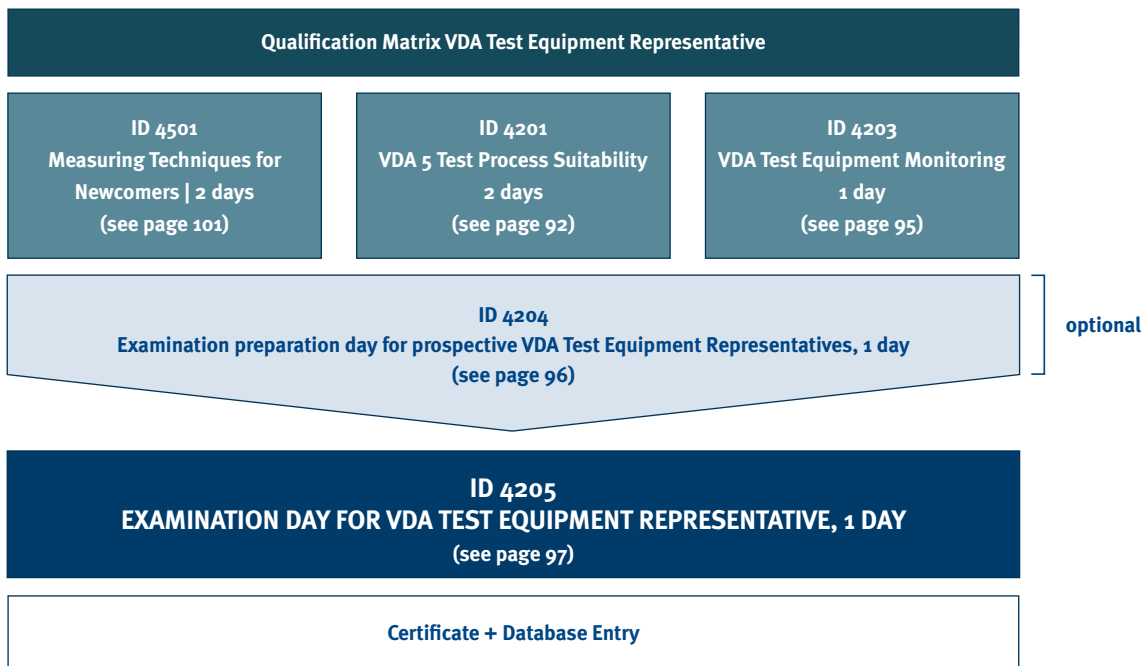 Qualification Matrix VDA Test Equipment Representative
ID 4501
Measuring Techniques for
Newcomers | 2 days
(see page 101)
ID 4201
VDA 5 Test Process Suitability
2 days
(see page 92)
ID 4203
VDA Test Equipment Monitoring
1 day
(see page 95)
ID 4204
Examination preparation day for prospective VDA Test Equipment Representatives, 1 day
(see page 96)
optional
ID 4205
EXAMINATION DAY FOR VDA TEST EQUIPMENT REPRESENTATIVE, 1 DAY
(see page 97)
Certificate + Database Entry